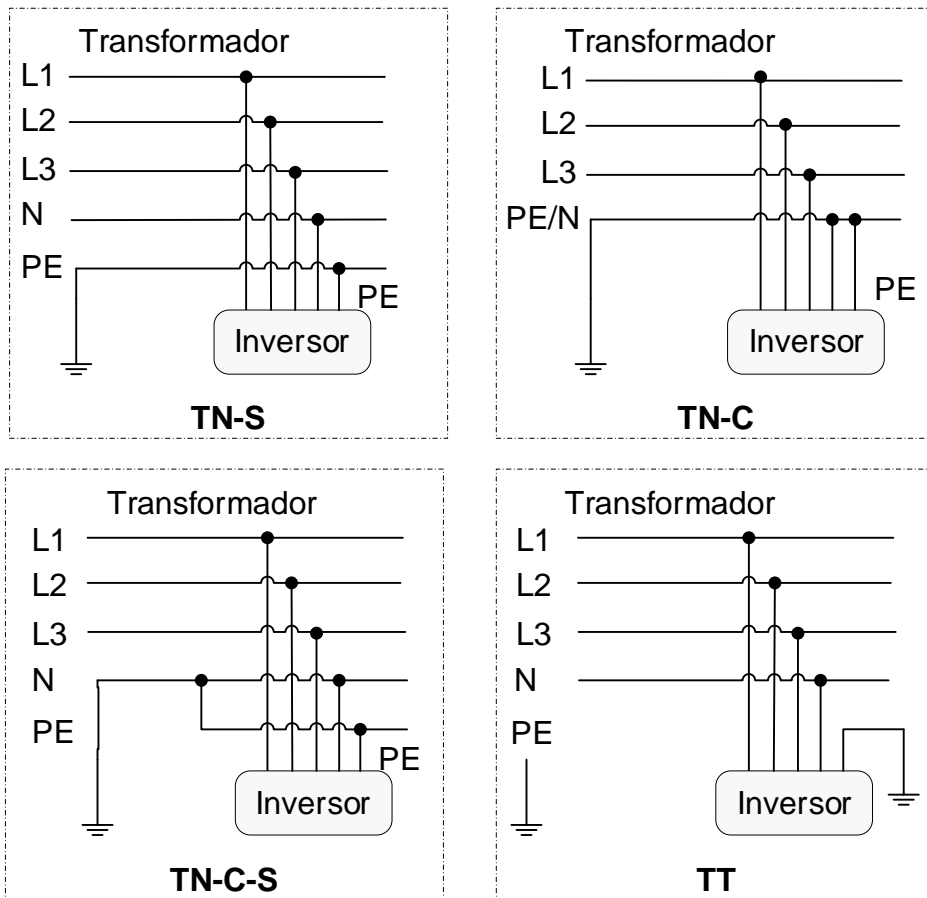 Transformador
L1
L2
L3
N
PE
PE
Inversor
TN-S
Transformador
L1
L2
L3
PE/N
PE
Inversor
TN-C
Transformador
L1
L2
L3
N
PE
PE
Inversor
TN-C-S
Transformador
L1
L2
L3
N
PE
Inversor
TT